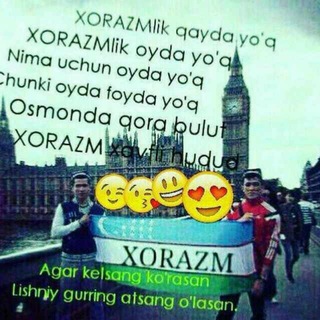 XORAZMlik qayda yo'q
XORAZMlik oyda yo'q
Nima uchun oyda yo'q
Chunki oyda foyda yo'q
Osmonda qora bulut
XORAZM xavfli hudud
XORAZM
Agar kelsang ko'rasan
Lishniy gurring atsang o'lasan.